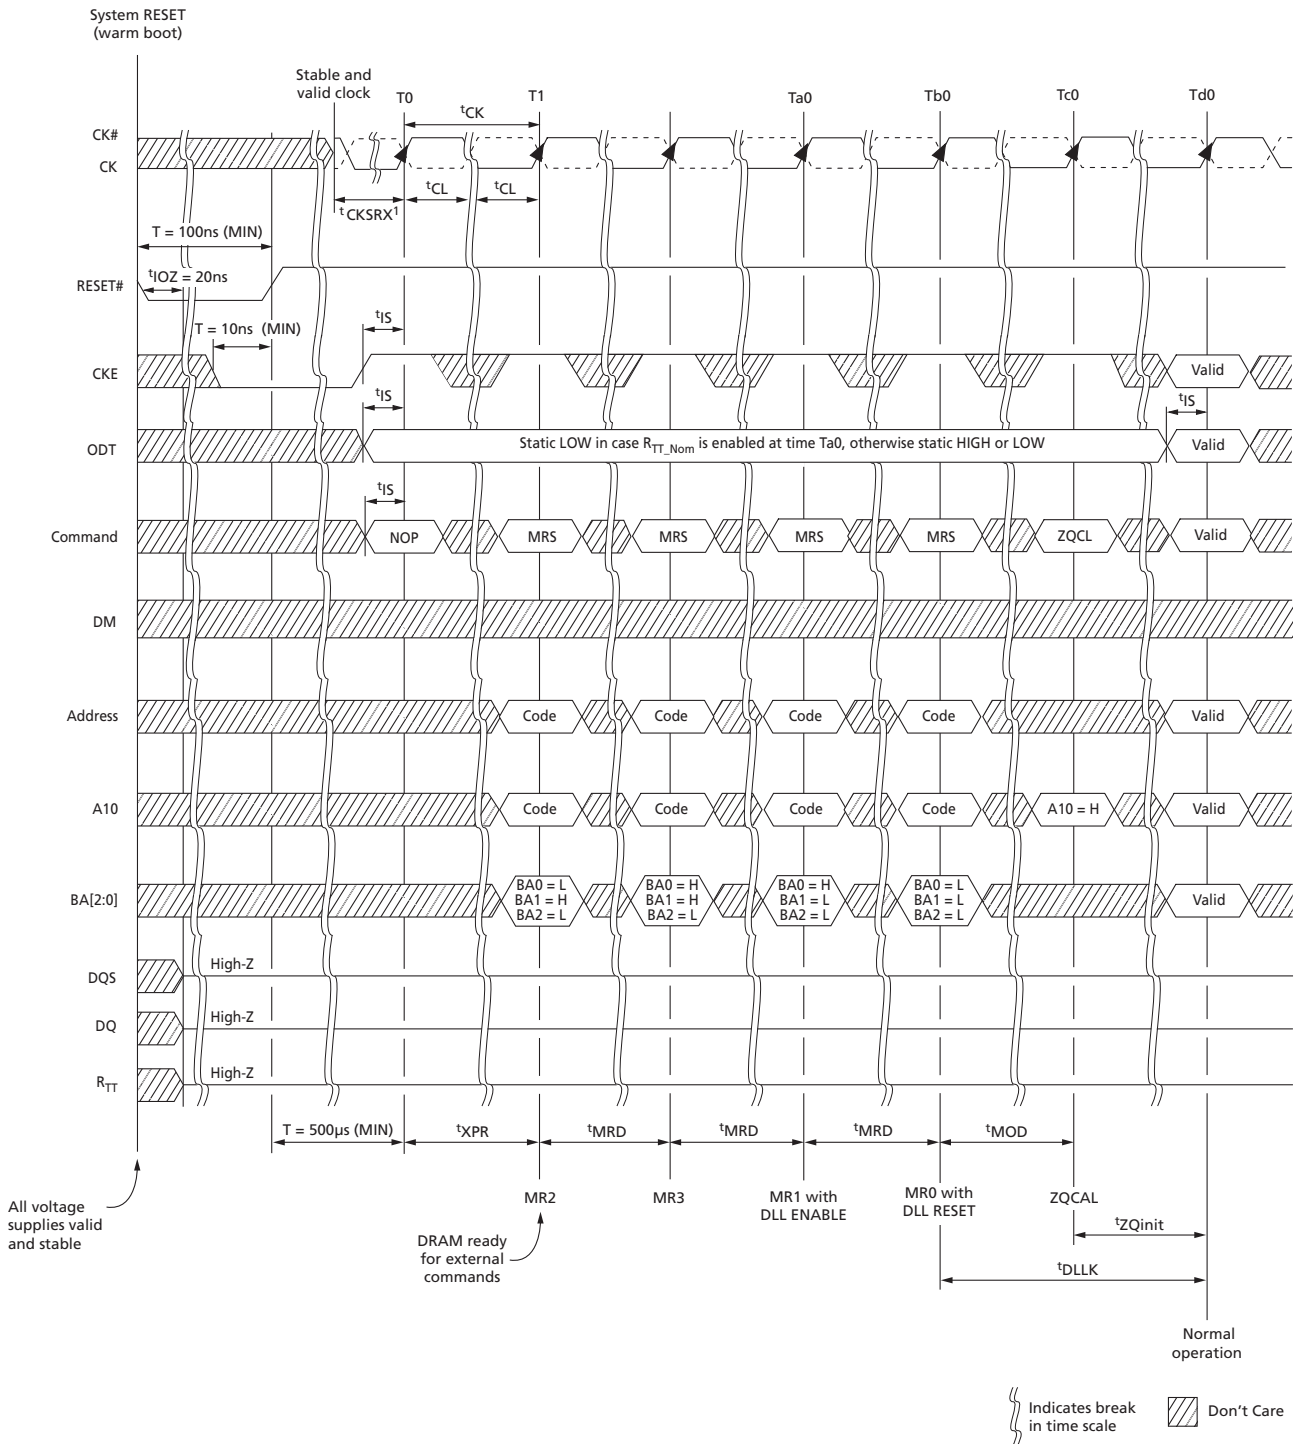 System RESET
(warm boot)
Stable and
valid clock
T0
T1
Ta0
Tb0
Tc0
Td0
tCK
CK#
CK
tCKSRX1
tCL
tCL
T = 100ns (MIN)
tIOZ = 20ns
RESET#
T = 10ns (MIN)
tIS
CKE
Valid
tIS
tIS
ODT
Static LOW in case RTT_Nom is enabled at time Ta0, otherwise static HIGH or LOW
Valid
tIS
Command
NOP
MRS
MRS
MRS
MRS
ZQCL
Valid
DM
Address
Code
Code
Code
Code
Valid
A10
Code
Code
Code
Code
A10 = H
Valid
BA[2:0]
BA0 = L
BA1 = H
BA2 = L
BA0 = H
BA1 = H
BA2 = L
BA0 = H
BA1 = L
BA2 = L
BA0 = L
BA1 = L
BA2 = L
Valid
DQS
High-Z
DQ
High-Z
RTT
High-Z
T = 500μs (MIN)
tXPR
tMRD
tMRD
tMRD
tMOD
All voltage
supplies valid
and stable
MR2
MR3
MR1 with
DLL ENABLE
MR0 with
DLL RESET
ZQCAL
DRAM ready
for external
commands
tZQinit
tDLLK
Normal
operation
Indicates break
in time scale
Don't Care